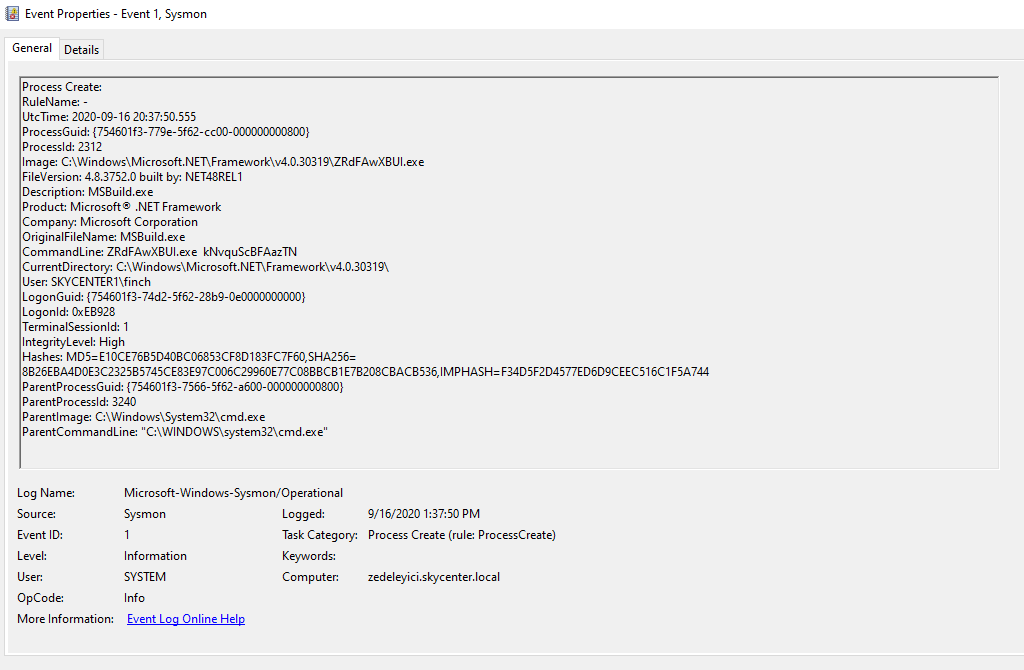 Event Properties - Event 1, Sysmon
General Details
Process Create:
RuleName: -
UtcTime: 2020-09-16 20:37:50.555
ProcessGuid: {754601f3-779e-5f62-cc00-000000000800}
ProcessId: 2312
Image: C:\Windows\Microsoft.NET\Framework\v4.0.30319\ZRdFAwXBUI.exe
FileVersion: 4.8.3752.0 built by: NET48REL1
Description: MSBuild.exe
Product: Microsoft® .NET Framework
Company: Microsoft Corporation
OriginalFileName: MSBuild.exe
CommandLine: ZRdFAwXBUI.exe  kNvquScBFAazTN
CurrentDirectory: C:\Windows\Microsoft.NET\Framework\v4.0.30319\
User: SKYCENTER1\finch
LogonGuid: {754601f3-74d2-5f62-28b9-0e0000000000}
LogonId: 0xEB928
TerminalSessionId: 1
IntegrityLevel: High
Hashes: MD5=E10CE76B5D40BC06853CF8D183FC7F60,SHA256=
8B26EBA4D0E3C2325B5745CE83E97C006C29960E77C08BBCB1E7B208CBACB536,IMPHASH=F34D5F2D4577ED6D9CEEC516C1F5A744
ParentProcessGuid: {754601f3-7566-5f62-a600-000000000800}
ParentProcessId: 3240
ParentImage: C:\Windows\System32\cmd.exe
ParentCommandLine: "C:\WINDOWS\system32\cmd.exe"
Log Name: Microsoft-Windows-Sysmon/Operational
Source: Sysmon Logged: 9/16/2020 1:37:50 PM
Event ID: 1 Task Category: Process Create (rule: ProcessCreate)
Level: Information Keywords:
User: SYSTEM Computer: zedeleyici.skycenter.local
OpCode: Info
More Information: Event Log Online Help